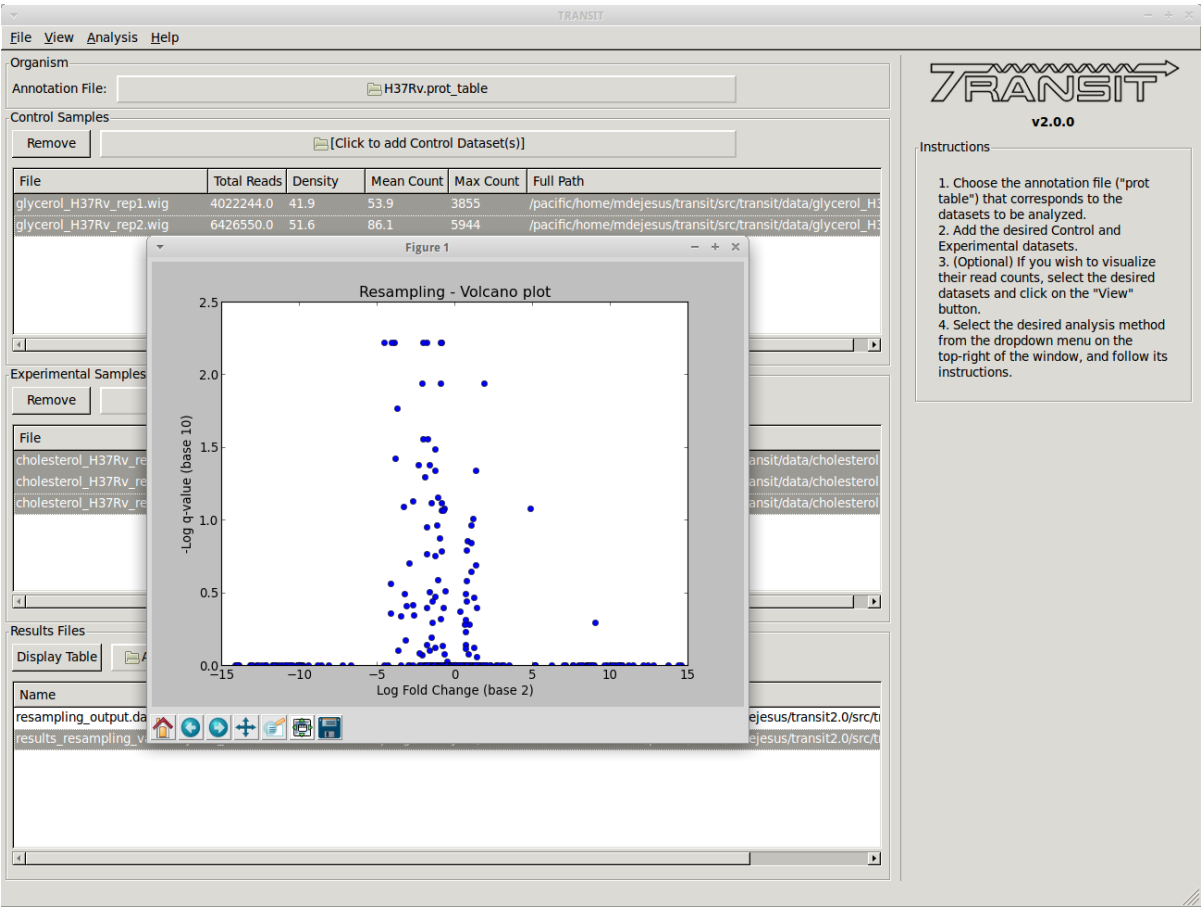 TRANSIT
File View Analysis Help
Organism
Annotation File: H37Rv.prot_table
Control Samples
Remove [Click to add Control Dataset(s)]
File Total Reads Density Mean Count Max Count Full Path
glycerol_H37Rv_rep1.wig 4022244.0 41.9 53.9 3855 /pacific/home/mdejesus/transit/src/transit/data/glycerol_H3
glycerol_H37Rv_rep2.wig 6426550.0 51.6 86.1 5944 /pacific/home/mdejesus/transit/src/transit/data/glycerol_H3
Figure 1
Resampling - Volcano plot
2.5
2.0
1.5
1.0
0.5
0.0
-Log q-value (base 10)
−15 −10 −5 0 5 10 15
Log Fold Change (base 2)
Experimental Samples
Remove
File
cholesterol_H37Rv_re ansit/data/cholesterol
cholesterol_H37Rv_re ansit/data/cholesterol
cholesterol_H37Rv_re ansit/data/cholesterol
Results Files
Display Table
Name
resampling_output.da ejesus/transit2.0/src/tr
results_resampling_v ejesus/transit2.0/src/tr
TRANSIT
v2.0.0
Instructions
1. Choose the annotation file ("prot
table") that corresponds to the
datasets to be analyzed.
2. Add the desired Control and
Experimental datasets.
3. (Optional) If you wish to visualize
their read counts, select the desired
datasets and click on the "View"
button.
4. Select the desired analysis method
from the dropdown menu on the
top-right of the window, and follow its
instructions.